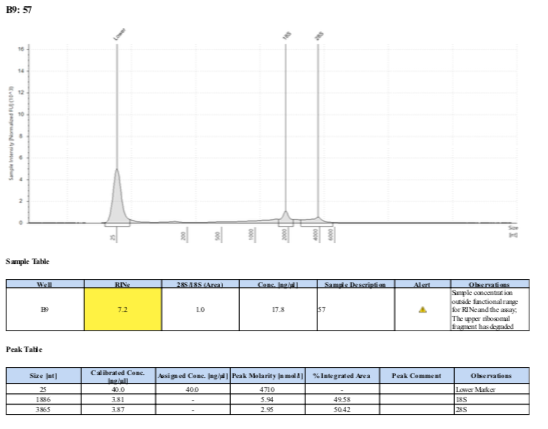 B9: 57
Lower
18S
28S
Sample Intensity [Normalized FU] (10^3)
16
14
12
10
8
6
4
2
0
25
200
500
1000
2000
4000
6000
Size
[nt]
Sample Table
Well RINe 28S/18S (Area) Conc. [ng/µl] Sample Description Alert Observations
B9 7.2 1.0 17.8 57 Sample concentration
outside functional range
for RINe and the assay;
The upper ribosomal
fragment has degraded
Peak Table
Size [nt] Calibrated Conc. [ng/µl] Assigned Conc. [ng/µl] Peak Molarity [nmol/l] % Integrated Area Peak Comment Observations
25 40.0 40.0 4710 - Lower Marker
1886 3.81 - 5.94 49.58 18S
3865 3.87 - 2.95 50.42 28S